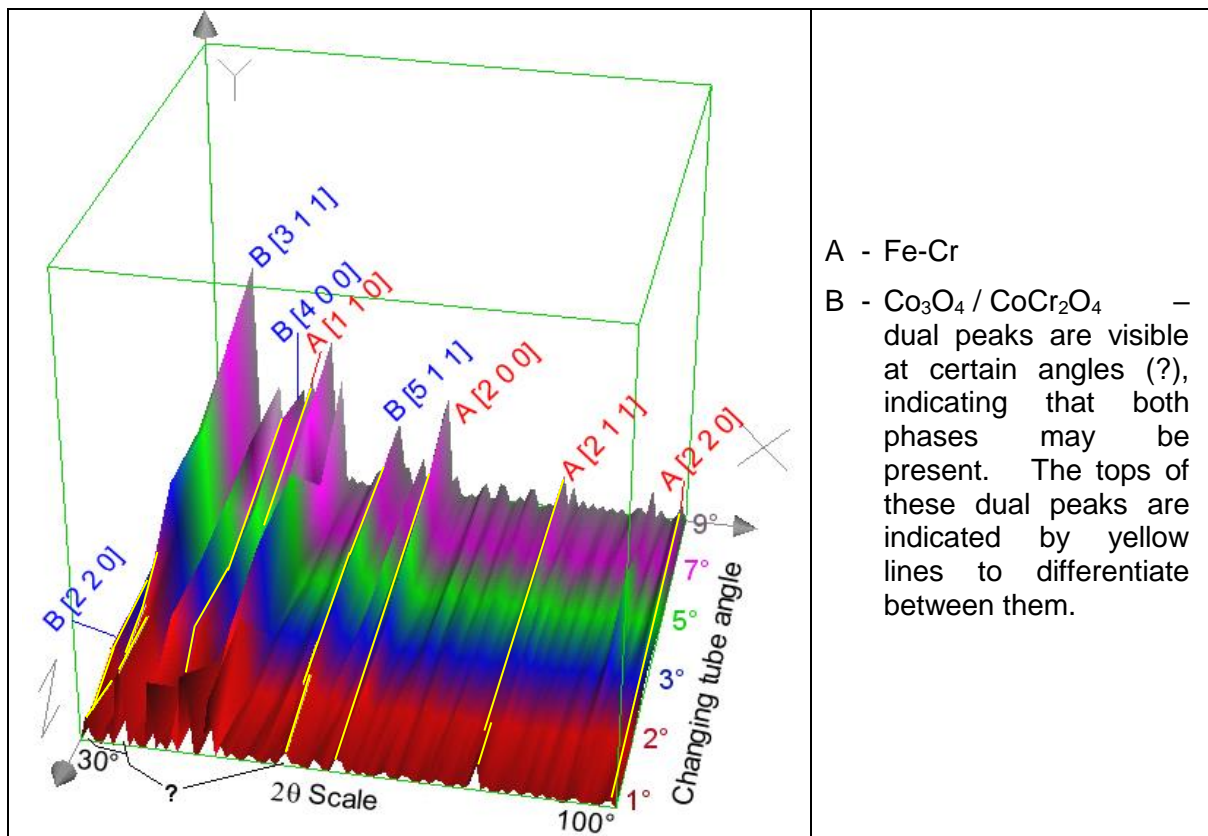 Y
B [3 1 1]
B [4 0 0]
A [1 1 0]
B [5 1 1]
A [2 0 0]
A [2 1 1]
A [2 2 0]
X
B [2 2 0]
Z
9°
7°
5°
3°
2°
1°
Changing tube angle
30°
?
2θ Scale
100°
A - Fe-Cr
B - Co₃O₄ / CoCr₂O₄ –
dual peaks are visible
at certain angles (?),
indicating that both
phases may be
present. The tops of
these dual peaks are
indicated by yellow
lines to differentiate
between them.